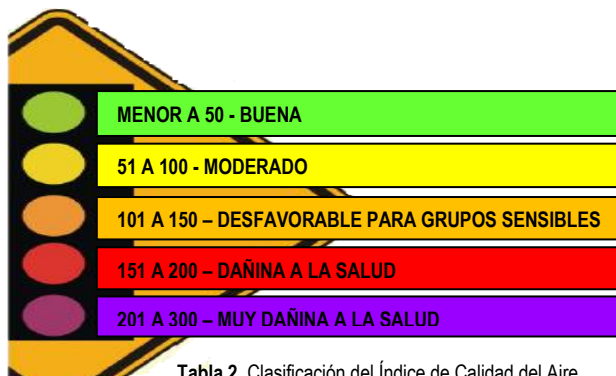 MENOR A 50 - BUENA
51 A 100 - MODERADO
101 A 150 – DESFAVORABLE PARA GRUPOS SENSIBLES
151 A 200 – DAÑINA A LA SALUD
201 A 300 – MUY DAÑINA A LA SALUD
Tabla 2. Clasificación del Índice de Calidad del Aire